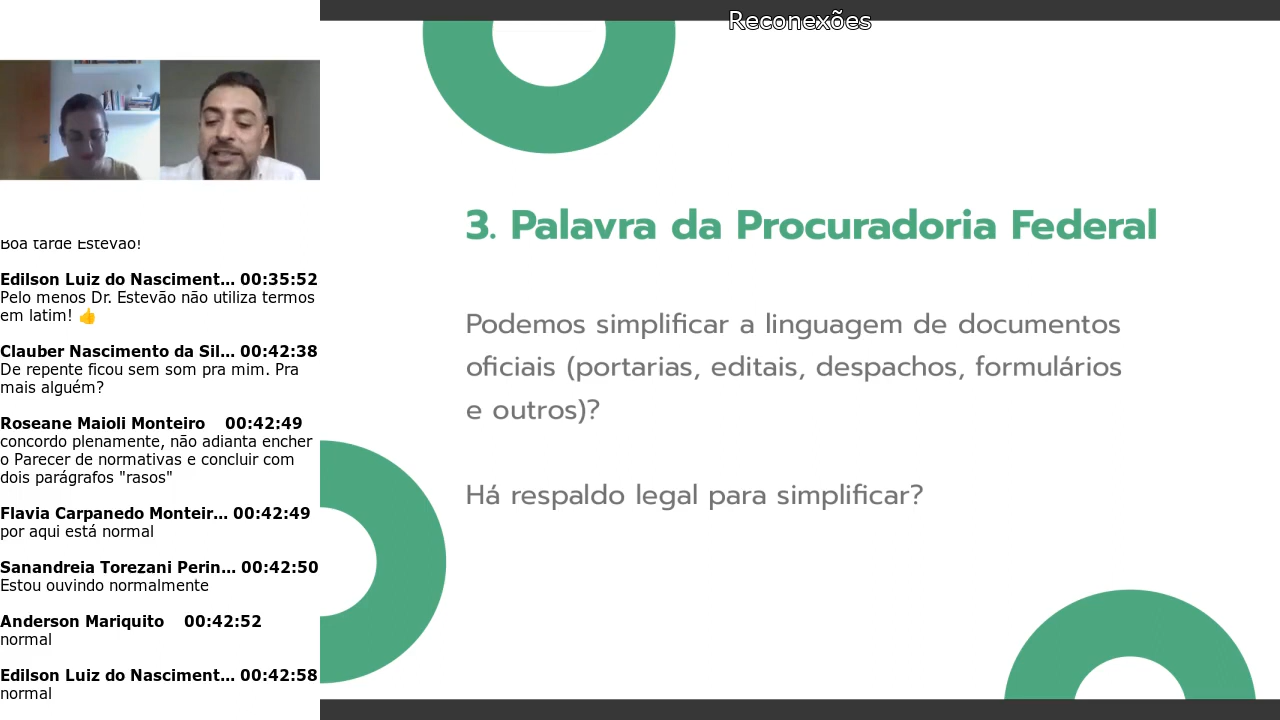 Reconexões
Boa tarde Estevão!
Edilson Luiz do Nasciment... 00:35:52
Pelo menos Dr. Estevão não utiliza termos
em latim! 👍
Clauber Nascimento da Sil... 00:42:38
De repente ficou sem som pra mim. Pra
mais alguém?
Roseane Maioli Monteiro 00:42:49
concordo plenamente, não adianta encher
o Parecer de normativas e concluir com
dois parágrafos "rasos"
Flavia Carpanedo Monteir... 00:42:49
por aqui está normal
Sanandreia Torezani Perin... 00:42:50
Estou ouvindo normalmente
Anderson Mariquito 00:42:52
normal
Edilson Luiz do Nasciment... 00:42:58
normal
3. Palavra da Procuradoria Federal
Podemos simplificar a linguagem de documentos
oficiais (portarias, editais, despachos, formulários
e outros)?
Há respaldo legal para simplificar?